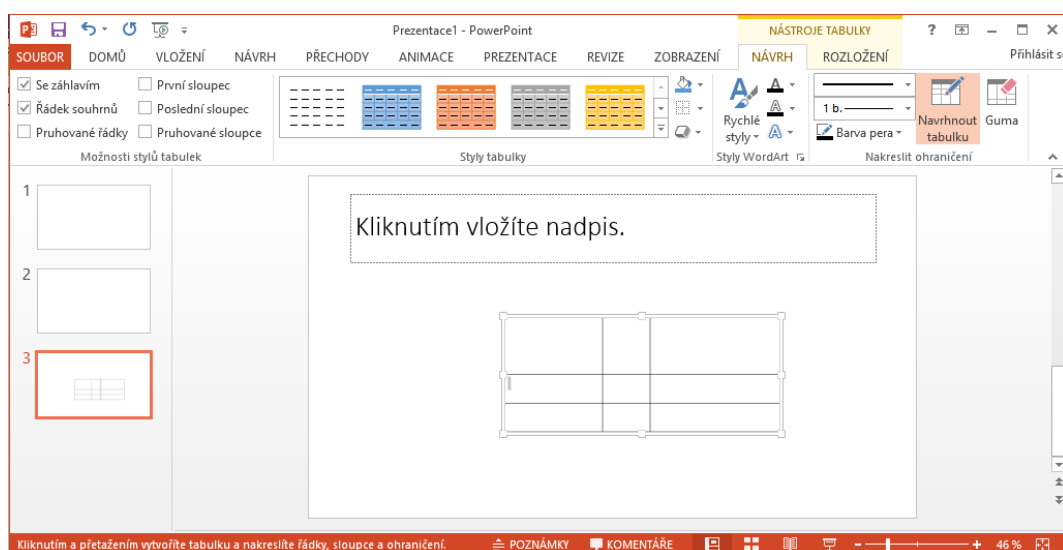 Prezentace1 - PowerPoint
NÁSTROJE TABULKY
?
SOUBOR DOMŮ VLOŽENÍ NÁVRH PŘECHODY ANIMACE PREZENTACE REVIZE ZOBRAZENÍ NÁVRH ROZLOŽENÍ Přihlásit s
Se záhlavím
První sloupec
Řádek souhrnů
Poslední sloupec
Pruhované řádky
Pruhované sloupce
Možnosti stylů tabulek
Styly tabulky
Rychlé
styly
Styly WordArt
1 b.
Barva pera
Navrhnout
tabulku
Guma
Nakreslit ohraničení
1
2
3
Kliknutím vložíte nadpis.
Kliknutím a přetažením vytvoříte tabulku a nakreslíte řádky, sloupce a ohraničení.
POZNÁMKY
KOMENTÁŘE
46 %